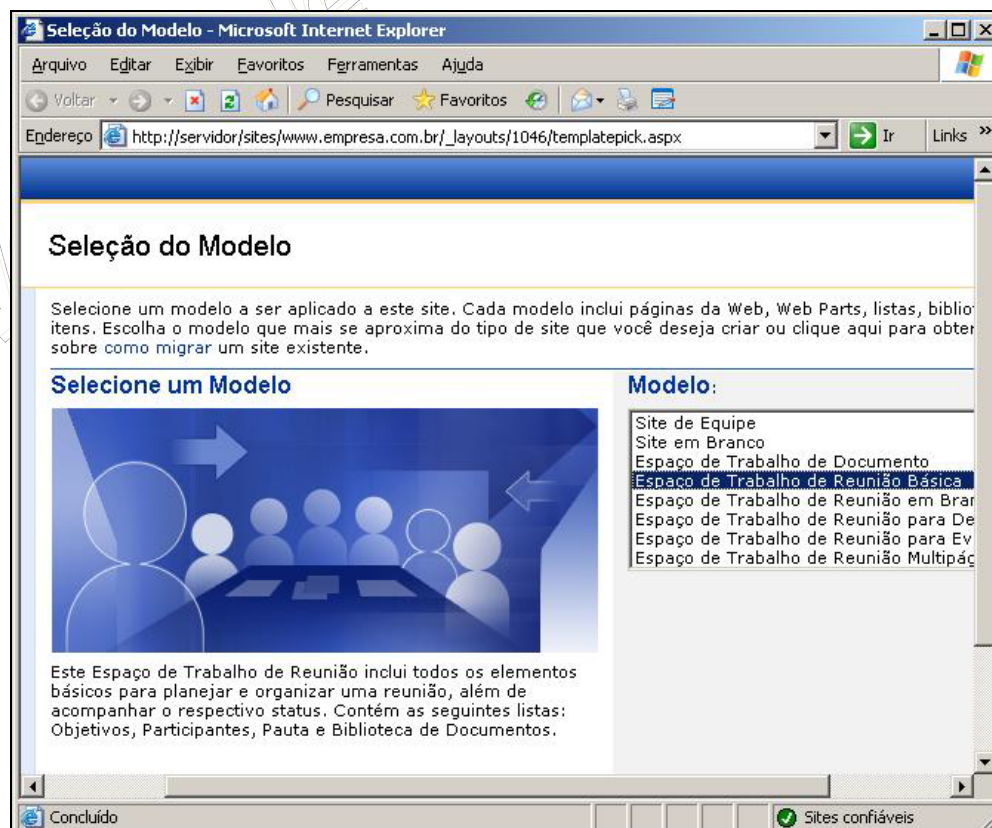 Seleção do Modelo - Microsoft Internet Explorer
Arquivo Editar Exibir Favoritos Ferramentas Ajuda
Voltar Pesquisar Favoritos
Endereço http://servidor/sites/www.empresa.com.br/_layouts/1046/templatepick.aspx Ir Links »
Seleção do Modelo
Selecione um modelo a ser aplicado a este site. Cada modelo inclui páginas da Web, Web Parts, listas,
itens. Escolha o modelo que mais se aproxima do tipo de site que você deseja criar ou clique aqui para
sobre como migrar um site existente.
Selecione um Modelo
Este Espaço de Trabalho de Reunião inclui todos os elementos
básicos para planejar e organizar uma reunião, além de
acompanhar o respectivo status. Contém as seguintes listas:
Objetivos, Participantes, Pauta e Biblioteca de Documentos.
Modelo:
Site de Equipe
Site em Branco
Espaço de Trabalho de Documento
Espaço de Trabalho de Reunião Básica
Espaço de Trabalho de Reunião em
Espaço de Trabalho de Reunião para
Espaço de Trabalho de Reunião para
Espaço de Trabalho de Reunião
Concluído Sites confiáveis